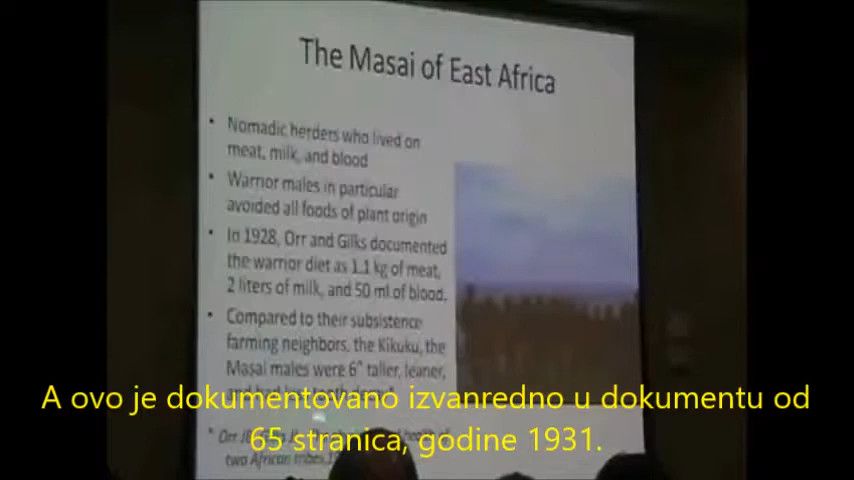 The Masai of East Africa
• Nomadic herders who lived on
meat, milk, and blood
• Warrior males in particular
avoided all foods of plant origin
• In 1928, Orr and Gilks documented
the warrior diet as 1.1 kg of meat,
2 liters of milk, and 50 ml of blood.
• Compared to their subsistence
farming neighbors, the Kikuku, the
Masai males were 6" taller, leaner,
A ovo je dokumentovano izvanredno u dokumentu od
65 stranica, godine 1931.
* Orr
two African tribes